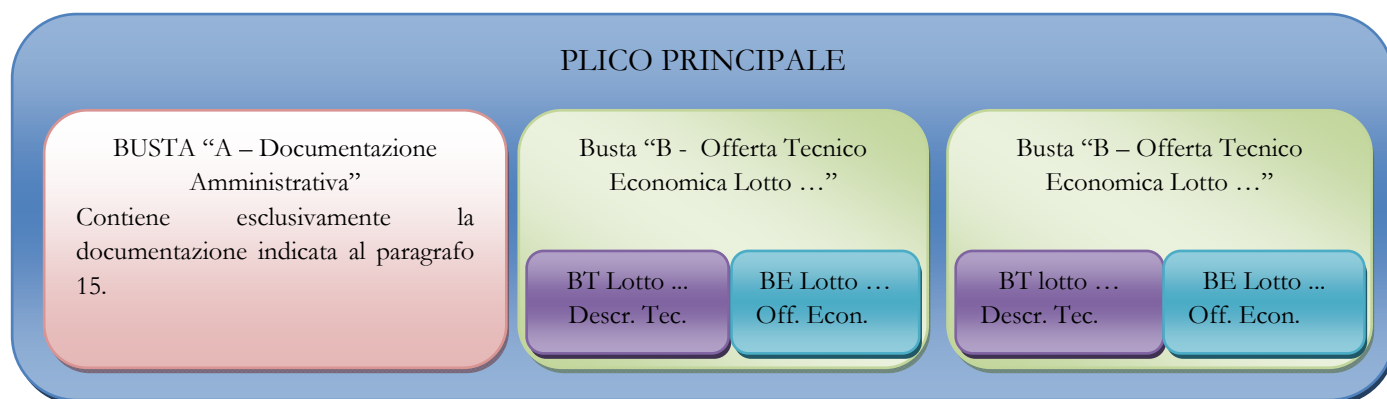 PLICO PRINCIPALE
BUSTA “A – Documentazione
Amministrativa”
Contiene esclusivamente la
documentazione indicata al paragrafo
15.
Busta “B - Offerta Tecnico
Economica Lotto …”
BT Lotto ...
Descr. Tec.
BE Lotto …
Off. Econ.
Busta “B – Offerta Tecnico
Economica Lotto …”
BT lotto …
Descr. Tec.
BE Lotto ...
Off. Econ.